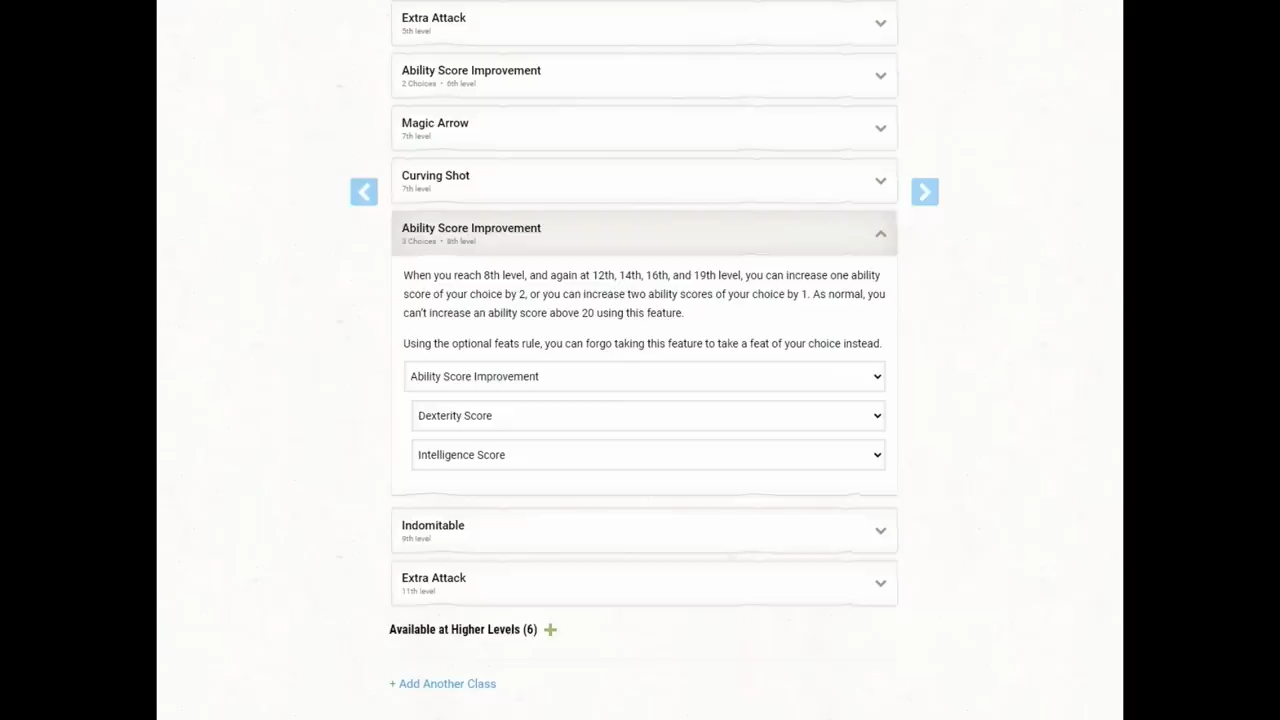 Extra Attack
5th level
Ability Score Improvement
2 Choices • 6th level
Magic Arrow
7th level
Curving Shot
7th level
Ability Score Improvement
3 Choices • 8th level
When you reach 8th level, and again at 12th, 14th, 16th, and 19th level, you can increase one ability
score of your choice by 2, or you can increase two ability scores of your choice by 1. As normal, you
can't increase an ability score above 20 using this feature.
Using the optional feats rule, you can forgo taking this feature to take a feat of your choice instead.
Ability Score Improvement
Dexterity Score
Intelligence Score
Indomitable
9th level
Extra Attack
11th level
Available at Higher Levels (6)
+ Add Another Class